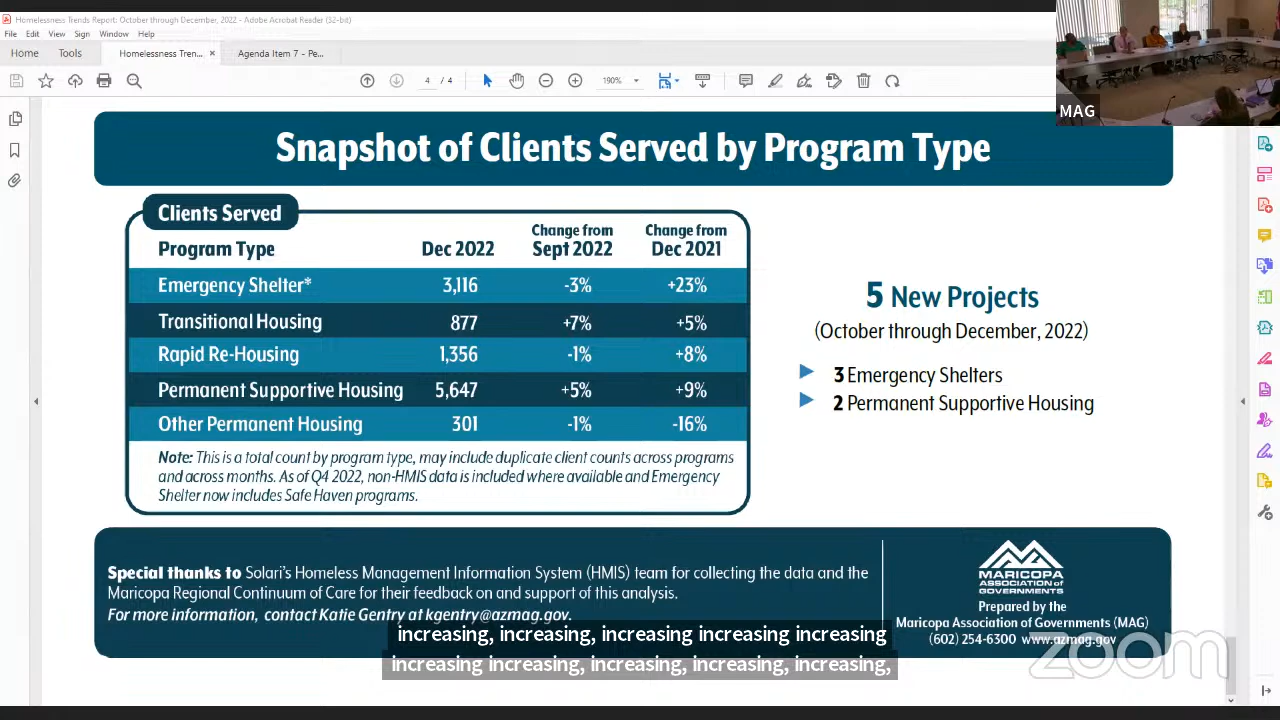 Homelessness Trends Report: October through December, 2022 - Adobe Acrobat Reader (32-bit)
File Edit View Sign Window Help
Home Tools Homelessness Tren... × Agenda Item 7 - Pe...
4 / 4 190%
MAG
Snapshot of Clients Served by Program Type
Clients Served
Program Type Dec 2022 Change from Sept 2022 Change from Dec 2021
Emergency Shelter* 3,116 -3% +23%
Transitional Housing 877 +7% +5%
Rapid Re-Housing 1,356 -1% +8%
Permanent Supportive Housing 5,647 +5% +9%
Other Permanent Housing 301 -1% -16%
Note: This is a total count by program type, may include duplicate client counts across programs
and across months. As of Q4 2022, non-HMIS data is included where available and Emergency
Shelter now includes Safe Haven programs.
5 New Projects
(October through December, 2022)
3 Emergency Shelters
2 Permanent Supportive Housing
Special thanks to Solari's Homeless Management Information System (HMIS) team for collecting the data and the
Maricopa Regional Continuum of Care for their feedback on and support of this analysis.
For more information, contact Katie Gentry at kgentry@azmag.gov.
MARICOPA
ASSOCIATION of
GOVERNMENTS
Prepared by the
Maricopa Association of Governments (MAG)
(602) 254-6300 www.azmag.gov
increasing, increasing, increasing increasing increasing
increasing increasing, increasing, increasing, increasing,
zoom